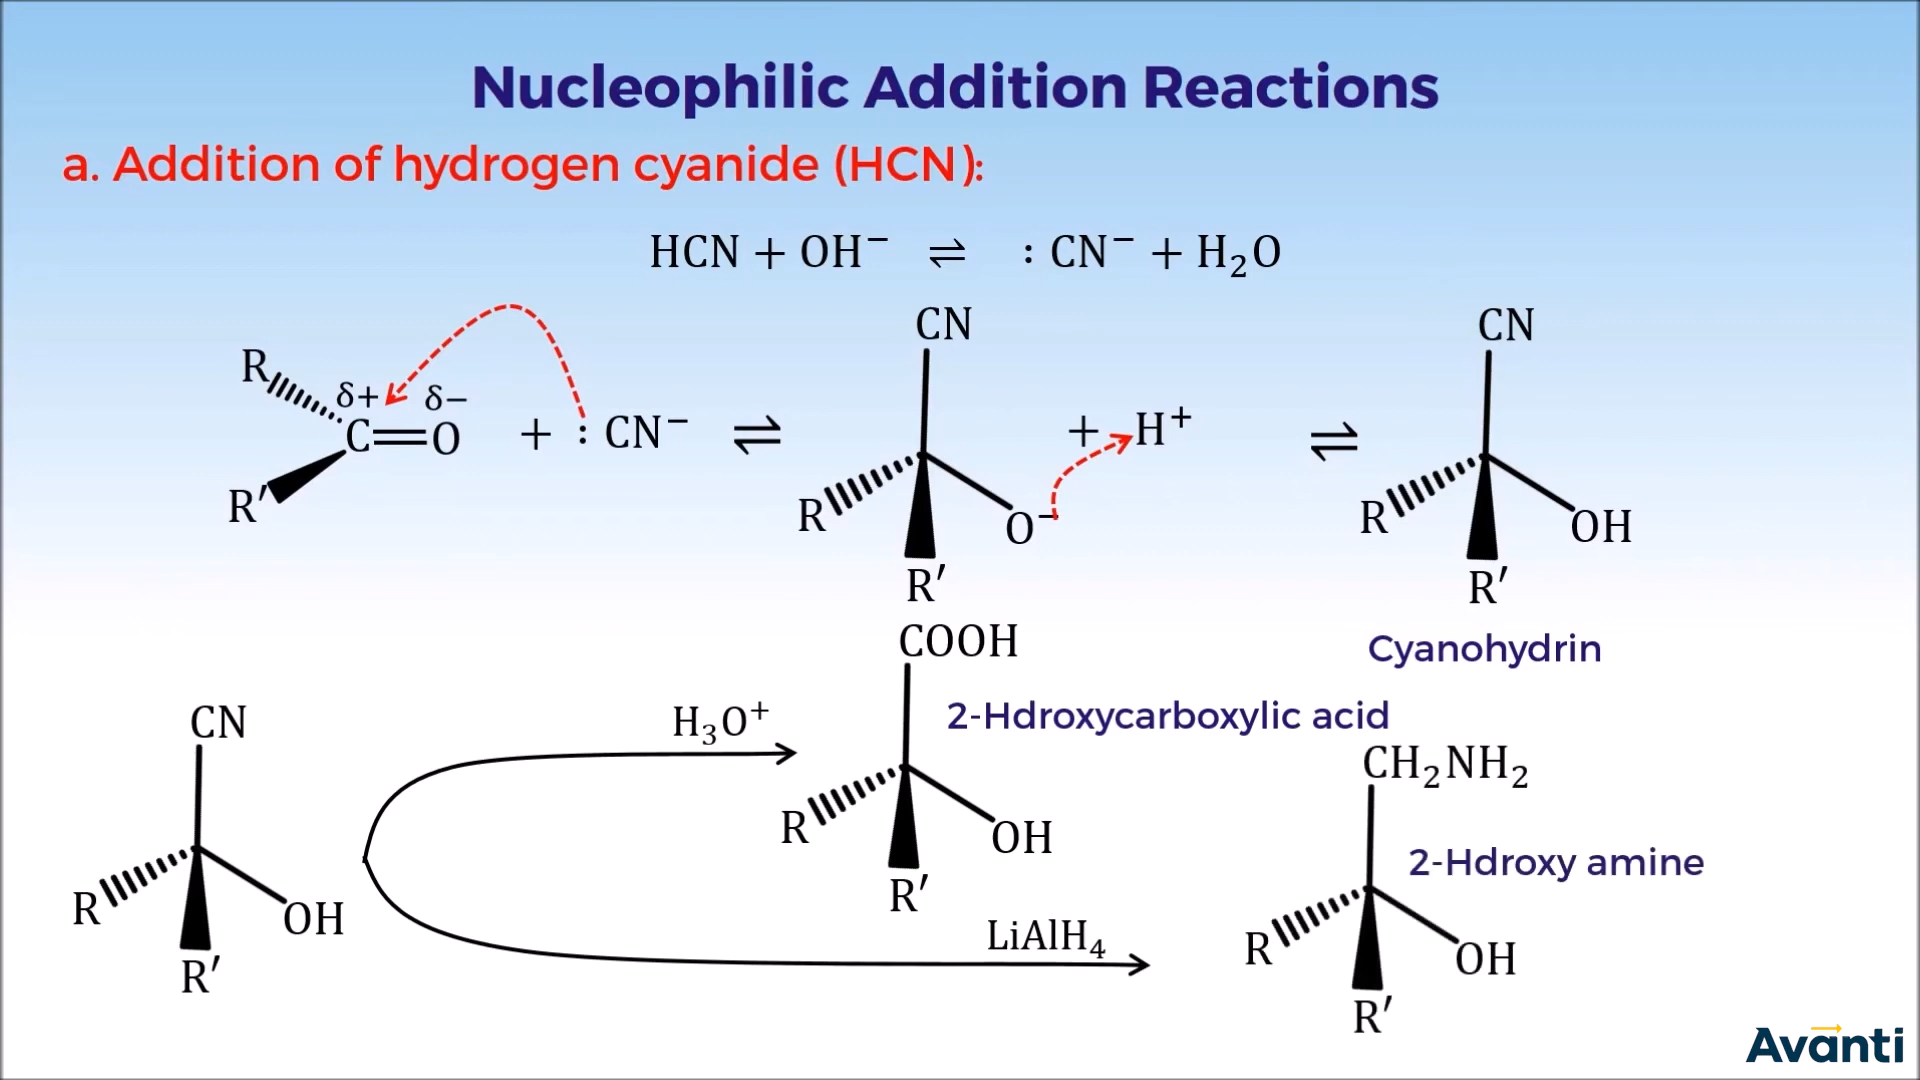 Nucleophilic Addition Reactions
a. Addition of hydrogen cyanide (HCN):
HCN + OH⁻ ⇌ : CN⁻ + H₂O
CN
CN
R
δ+ δ−
C=O + : CN⁻ ⇌ + H⁺ ⇌
R′
R
O⁻
R
OH
R′
R′
COOH
Cyanohydrin
CN
H₃O⁺
2-Hdroxycarboxylic acid
CH₂NH₂
R
OH
2-Hdroxy amine
R
OH
R′
LiAlH₄
R
OH
R′
R′
Avanti